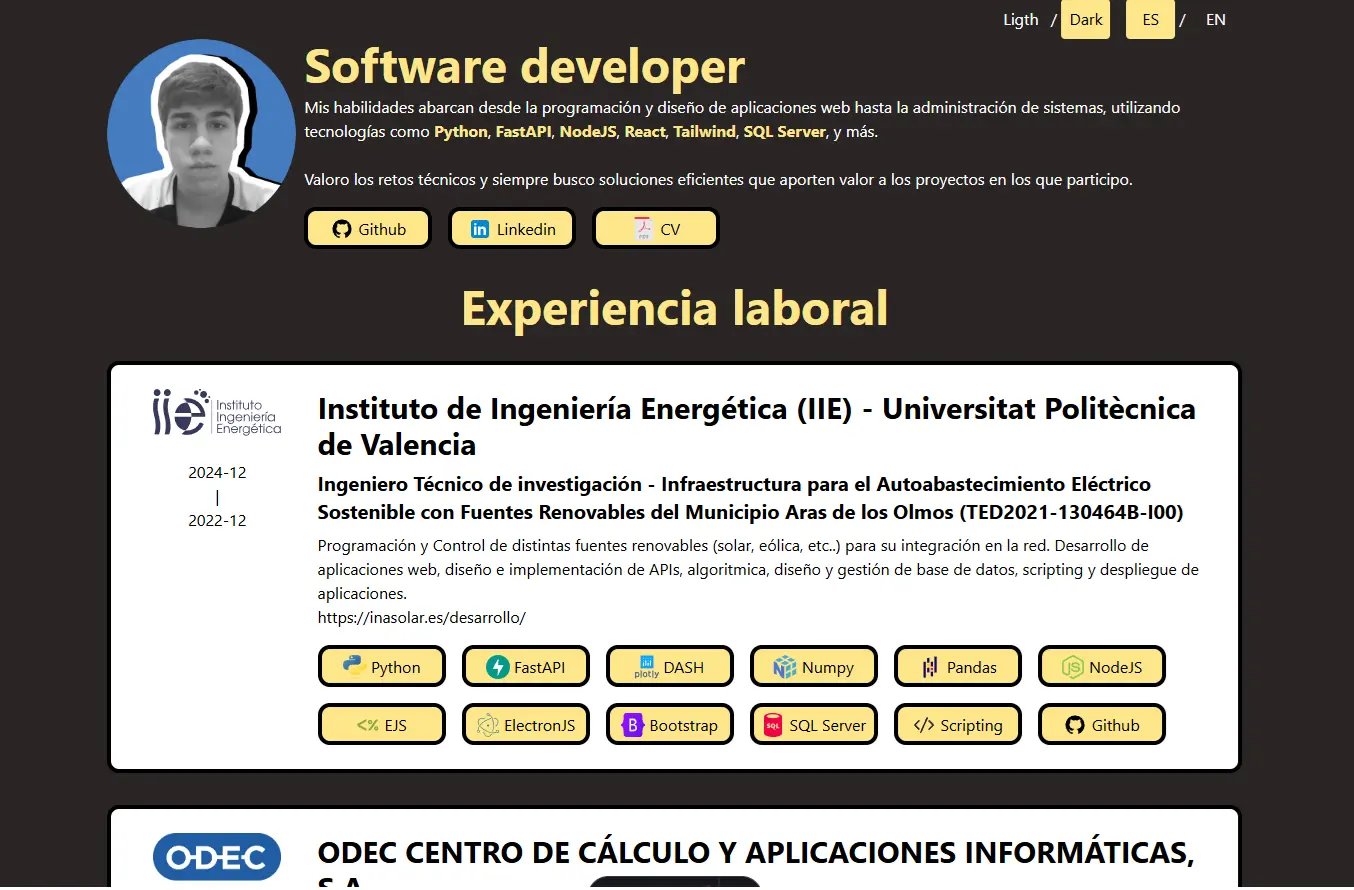 Ligth / Dark ES / EN
Software developer
Mis habilidades abarcan desde la programación y diseño de aplicaciones web hasta la administración de sistemas, utilizando
tecnologías como Python, FastAPI, NodeJS, React, Tailwind, SQL Server, y más.
Valoro los retos técnicos y siempre busco soluciones eficientes que aporten valor a los proyectos en los que participo.
Github Linkedin CV
Experiencia laboral
iie Instituto
Ingeniería
Energética
2024-12
|
2022-12
Instituto de Ingeniería Energética (IIE) - Universitat Politècnica
de Valencia
Ingeniero Técnico de investigación - Infraestructura para el Autoabastecimiento Eléctrico
Sostenible con Fuentes Renovables del Municipio Aras de los Olmos (TED2021-130464B-I00)
Programación y Control de distintas fuentes renovables (solar, eólica, etc..) para su integración en la red. Desarrollo de
aplicaciones web, diseño e implementación de APIs, algoritmica, diseño y gestión de base de datos, scripting y despliegue de
aplicaciones.
https://inasolar.es/desarrollo/
Python FastAPI plotly DASH Numpy Pandas JS NodeJS
<% EJS ElectronJS B Bootstrap SQL SQL Server </> Scripting Github
ODEC
ODEC CENTRO DE CÁLCULO Y APLICACIONES INFORMÁTICAS,
S.A.